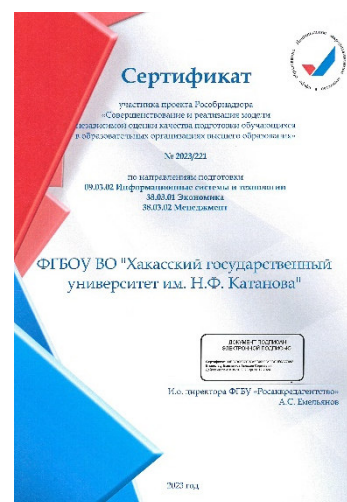 Сертификат
участника проекта Рособрнадзора
«Совершенствование и реализация модели
независимой оценки качества подготовки обучающихся
в образовательных организациях высшего образования»
№ 2023/221
по направлениям подготовки
09.03.02 Информационные системы и технологии
38.03.01 Экономика
38.03.02 Менеджмент
ФГБОУ ВО "Хакасский государственный
университет им. Н.Ф. Катанова"
ДОКУМЕНТ ПОДПИСАН
ЭЛЕКТРОННОЙ ПОДПИСЬЮ
И.о. директора ФГБУ «Росаккредагентство»
А.С. Емельянов
2023 год